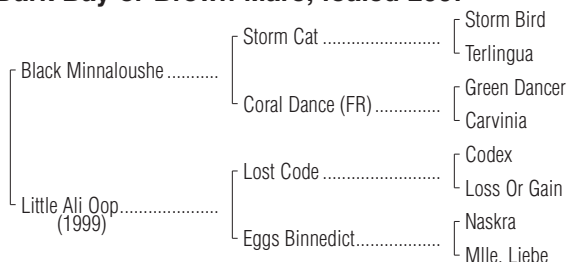 Dark Bay or Brown Mare; foaled
Storm Bird
Storm Cat ........................
Terlingua
Black Minnaloushe ...........
Green Dancer
Coral Dance (FR) ..............
Carvinia
Codex
Lost Code ........................
Loss Or Gain
Little Ali Oop .....................
(1999)
Naskra
Eggs Binnedict ..................
Mlle. Liebe